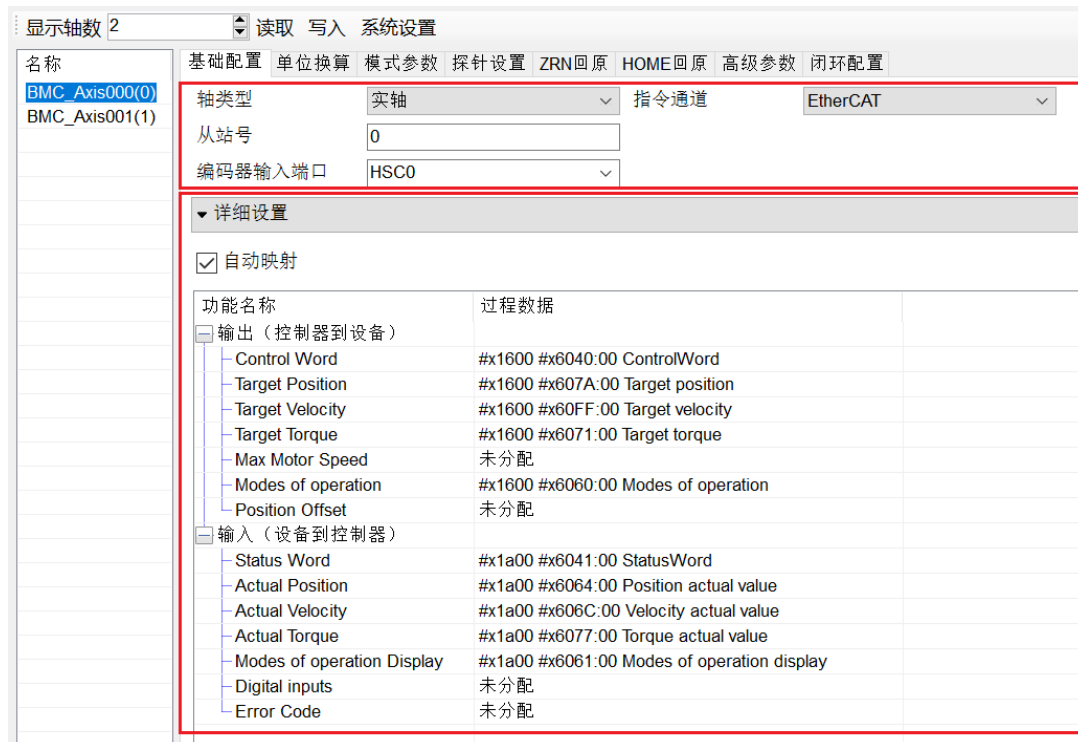 显示轴数 2 读取 写入 系统设置
名称
BMC_Axis000(0)
BMC_Axis001(1)
基础配置 单位换算 模式参数 探针设置 ZRN回原 HOME回原 高级参数 闭环配置
轴类型 实轴 指令通道 EtherCAT
从站号 0
编码器输入端口 HSC0
详细设置
自动映射
功能名称 过程数据
输出（控制器到设备）
Control Word #x1600 #x6040:00 ControlWord
Target Position #x1600 #x607A:00 Target position
Target Velocity #x1600 #x60FF:00 Target velocity
Target Torque #x1600 #x6071:00 Target torque
Max Motor Speed 未分配
Modes of operation #x1600 #x6060:00 Modes of operation
Position Offset 未分配
输入（设备到控制器）
Status Word #x1a00 #x6041:00 StatusWord
Actual Position #x1a00 #x6064:00 Position actual value
Actual Velocity #x1a00 #x606C:00 Velocity actual value
Actual Torque #x1a00 #x6077:00 Torque actual value
Modes of operation Display #x1a00 #x6061:00 Modes of operation display
Digital inputs 未分配
Error Code 未分配